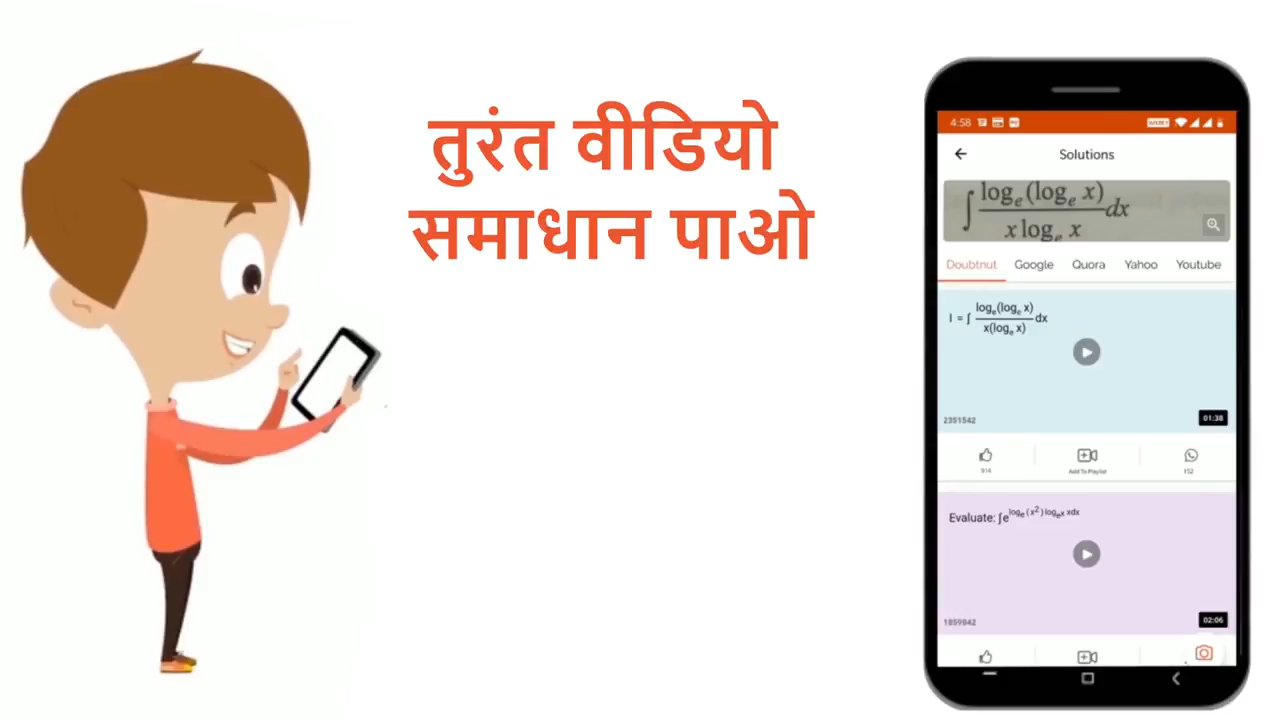 तुरंत वीडियो
समाधान पाओ
4:58
Solutions
∫ logₑ(logₑ x) / x logₑ x dx
Doubtnut Google Quora Yahoo Youtube
I = ∫ logₑ(logₑ x) / x(logₑ x) dx
2351542
01:38
914
Add To Playlist
152
Evaluate: ∫e^logₑ(x²)logₑx xdx
1859842
02:06